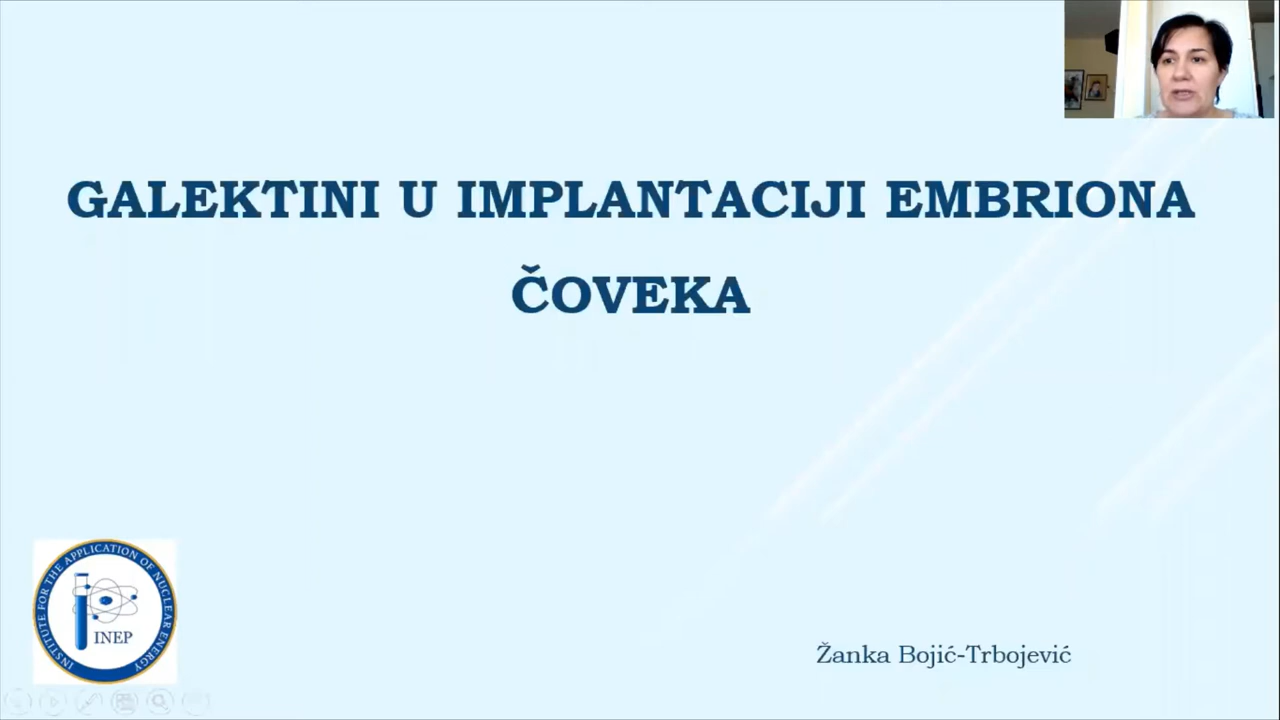 GALEKTINI U IMPLANTACIJI EMBRIONA
ČOVEKA
INSTITUTE FOR THE APPLICATION OF NUCLEAR ENERGY
INEP
Žanka Bojić-Trbojević